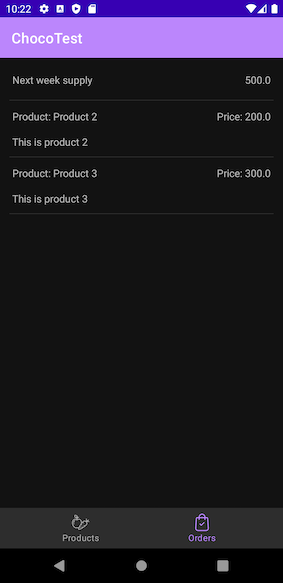 10:22
ChocoTest
Next week supply 500.0
Product: Product 2 Price: 200.0
This is product 2
Product: Product 3 Price: 300.0
This is product 3
Products Orders